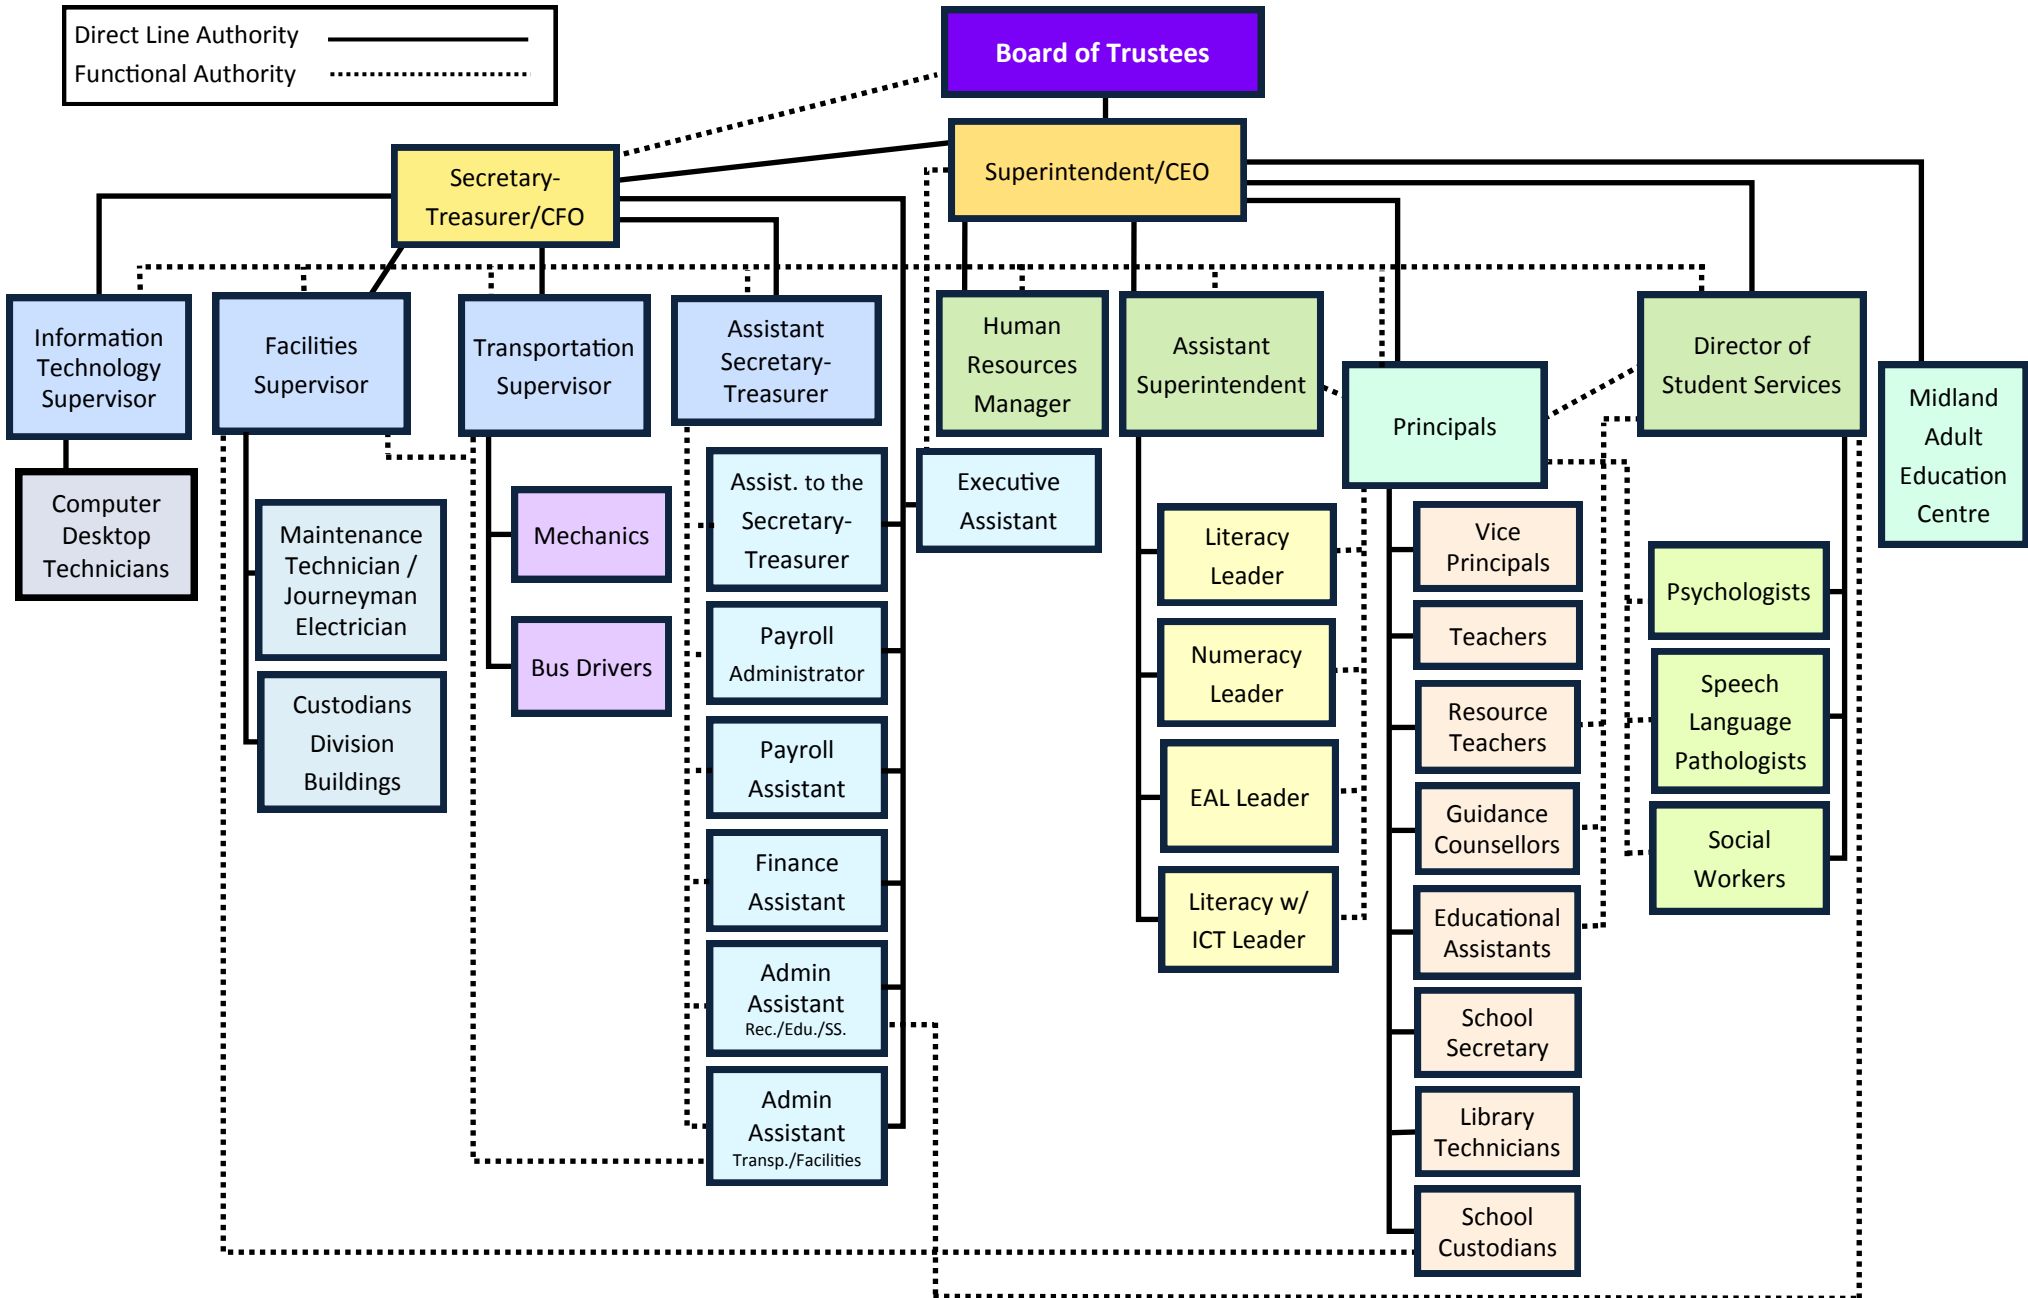 Direct Line Authority
Functional Authority
Board of Trustees
Superintendent/CEO
Secretary-
Treasurer/CFO
Information
Technology
Supervisor
Facilities
Supervisor
Transportation
Supervisor
Assistant
Secretary-
Treasurer
Human
Resources
Manager
Assistant
Superintendent
Principals
Director of
Student Services
Midland
Adult
Education
Centre
Computer
Desktop
Technicians
Maintenance
Technician /
Journeyman
Electrician
Custodians
Division
Buildings
Mechanics
Bus Drivers
Assist. to the
Secretary-
Treasurer
Payroll
Administrator
Payroll
Assistant
Finance
Assistant
Admin
Assistant
Rec./Edu./SS.
Admin
Assistant
Transp./Facilities
Executive
Assistant
Literacy
Leader
Numeracy
Leader
EAL Leader
Literacy w/
ICT Leader
Vice
Principals
Teachers
Resource
Teachers
Guidance
Counsellors
Educational
Assistants
School
Secretary
Library
Technicians
School
Custodians
Psychologists
Speech
Language
Pathologists
Social
Workers